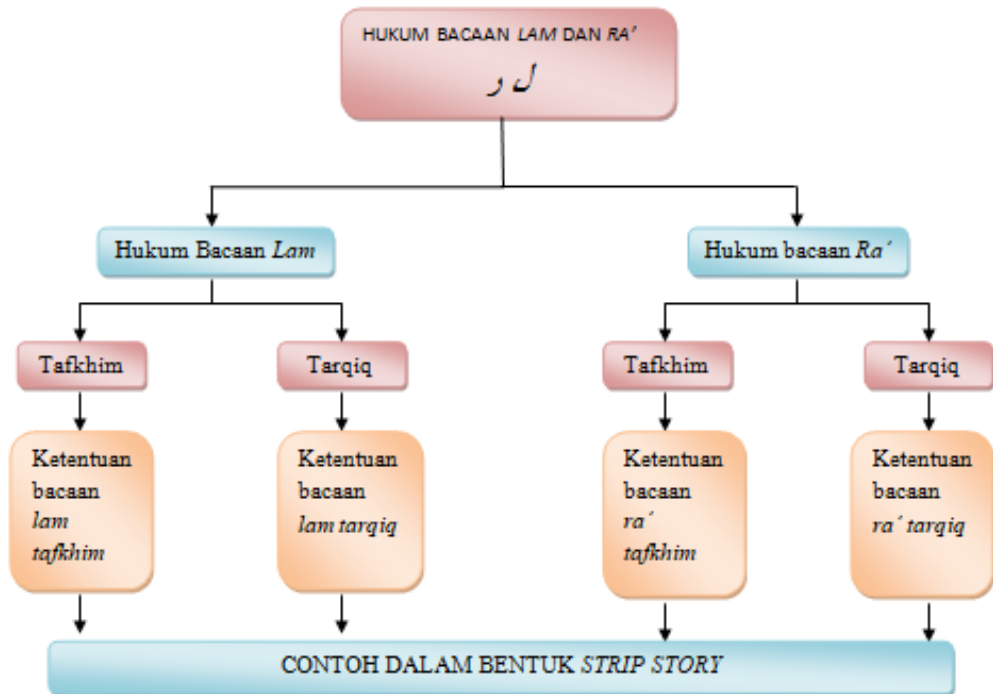 HUKUM BACAAN LAM DAN RA’
ل ر
Hukum Bacaan Lam
Hukum bacaan Ra´
Tafkhim
Tarqiq
Tafkhim
Tarqiq
Ketentuan
bacaan
lam
tafkhim
Ketentuan
bacaan
lam tarqiq
Ketentuan
bacaan
ra´
tafkhim
Ketentuan
bacaan
ra´ tarqiq
CONTOH DALAM BENTUK STRIP STORY